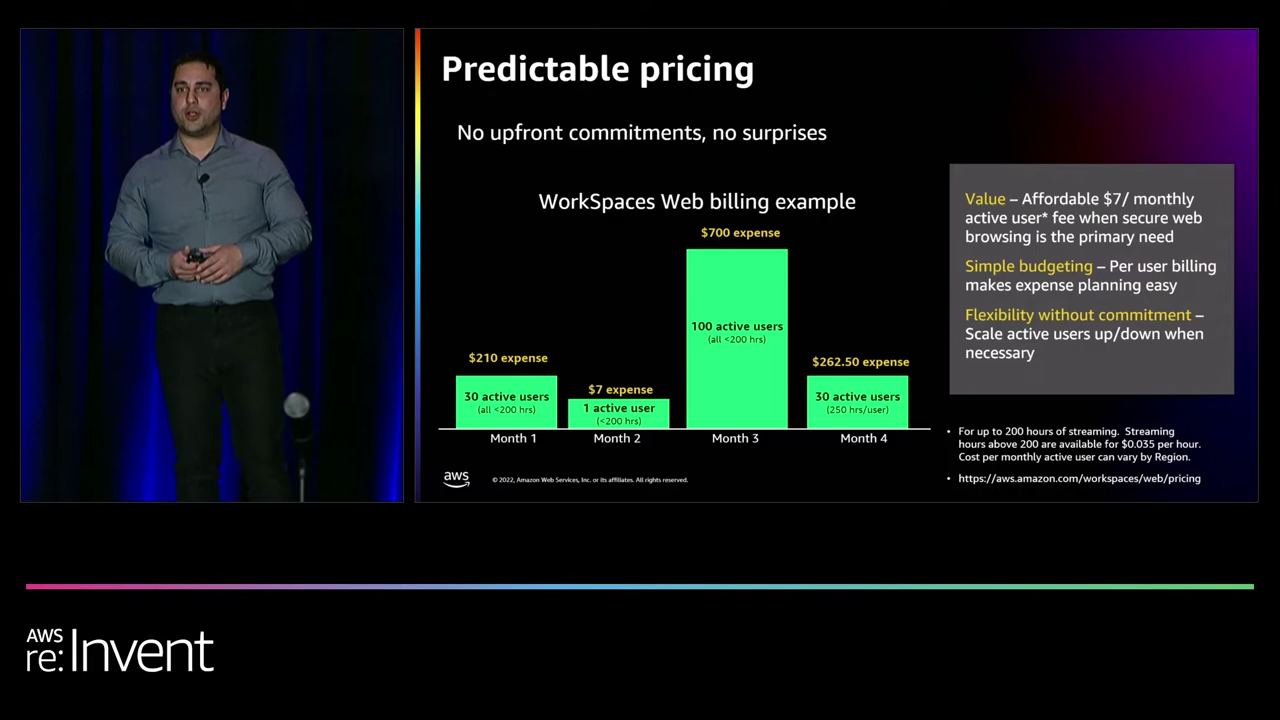 Predictable pricing
No upfront commitments, no surprises
WorkSpaces Web billing example
$700 expense
100 active users
(all <200 hrs)
$210 expense
30 active users
(all <200 hrs)
$7 expense
1 active user
(<200 hrs)
$262.50 expense
30 active users
(250 hrs/user)
Month 1
Month 2
Month 3
Month 4
Value – Affordable $7/ monthly
active user* fee when secure web
browsing is the primary need
Simple budgeting – Per user billing
makes expense planning easy
Flexibility without commitment –
Scale active users up/down when
necessary
• For up to 200 hours of streaming. Streaming
hours above 200 are available for $0.035 per hour.
Cost per monthly active user can vary by Region.
• https://aws.amazon.com/workspaces/web/pricing
aws
© 2022, Amazon Web Services, Inc. or its affiliates. All rights reserved.
AWS
re:Invent